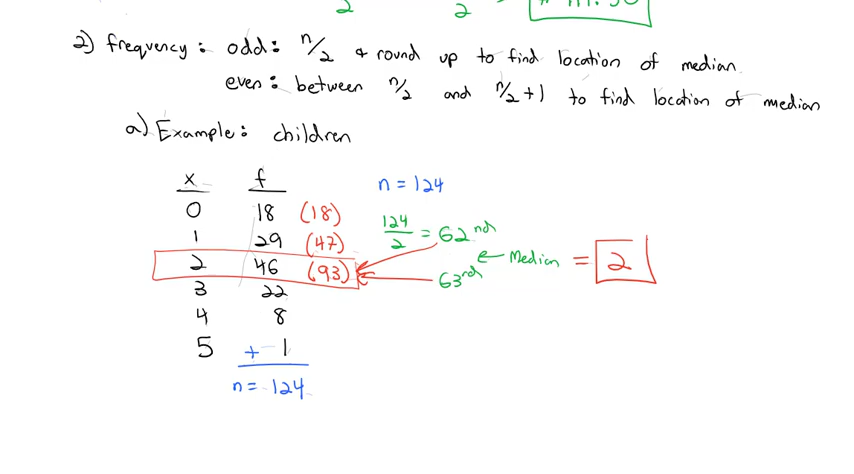 2 2
2) frequency: odd: n/2 & round up to find location of median
even: between n/2 and n/2+1 to find location of median
a) Example: children
x f n = 124
0 18 (18) 124/2 = 62nd
1 29 (47)
2 46 (93) 63rd ← Median = 2
3 22
4 8
5 + 1
n = 124